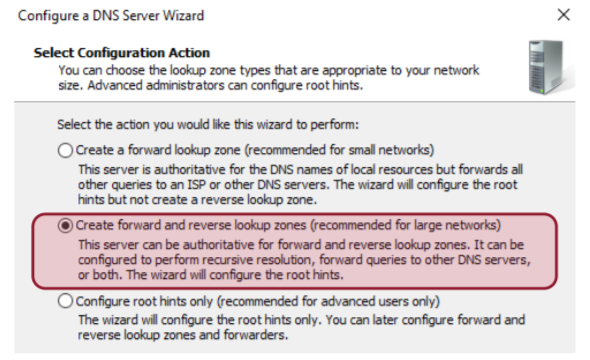 Configure a DNS Server Wizard
Select Configuration Action
You can choose the lookup zone types that are appropriate to your network
size. Advanced administrators can configure root hints.
Select the action you would like this wizard to perform:
Create a forward lookup zone (recommended for small networks)
This server is authoritative for the DNS names of local resources but forwards all
other queries to an ISP or other DNS servers. The wizard will configure the root
hints but not create a reverse lookup zone.
Create forward and reverse lookup zones (recommended for large networks)
This server can be authoritative for forward and reverse lookup zones. It can be
configured to perform recursive resolution, forward queries to other DNS servers,
or both. The wizard will configure the root hints.
Configure root hints only (recommended for advanced users only)
The wizard will configure the root hints only. You can later configure forward and
reverse lookup zones and forwarders.